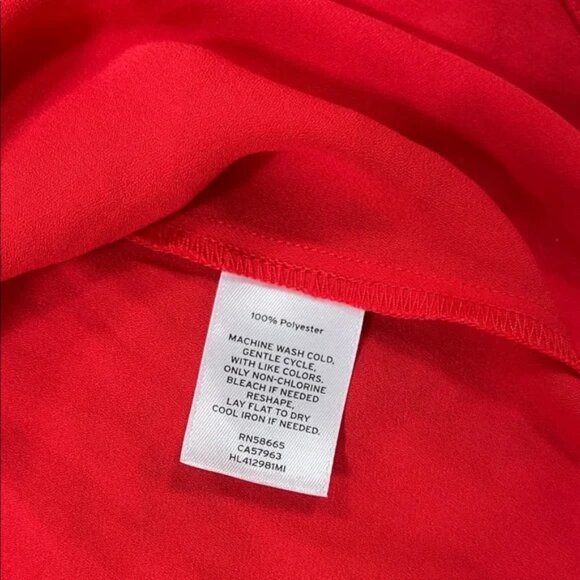 100% Polyester
MACHINE WASH COLD,
GENTLE CYCLE,
WITH LIKE COLORS,
ONLY NON-CHLORINE
BLEACH IF NEEDED
RESHAPE,
LAY FLAT TO DRY
COOL IRON IF NEEDED.
RN58665
CA57963
HL412981MI